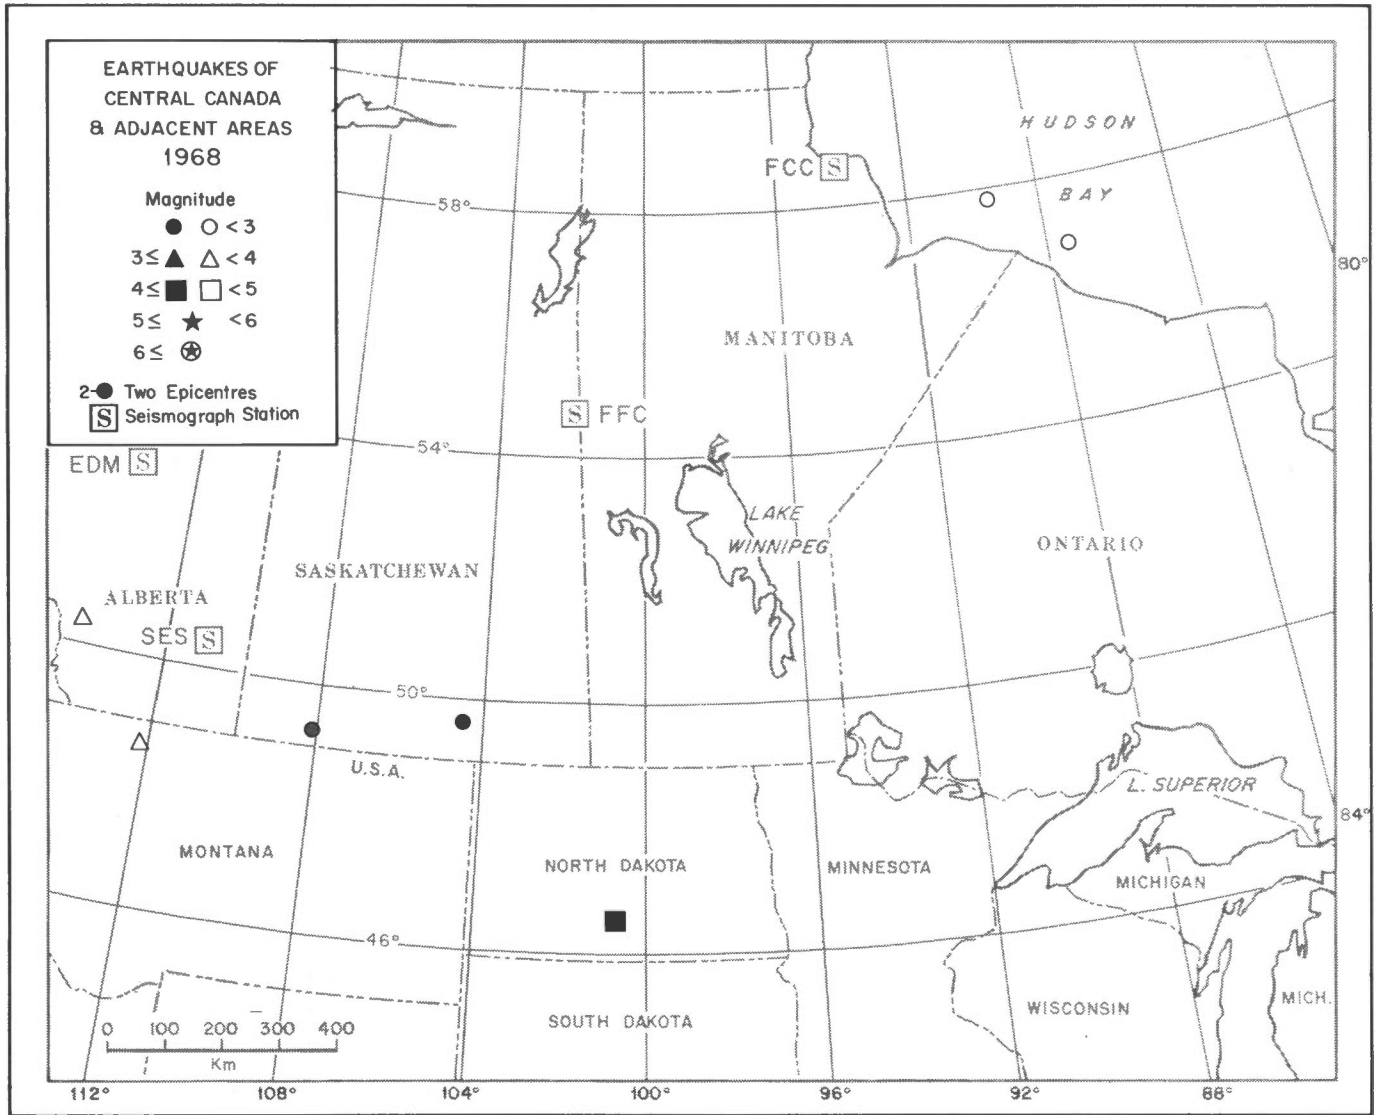 EARTHQUAKES OF
CENTRAL CANADA
& ADJACENT AREAS
1968
Magnitude
< 3
3 ≤ < 4
4 ≤ < 5
5 ≤ < 6
6 ≤
2- Two Epicentres
S Seismograph Station
HUDSON
BAY
FCC S
58°
80°
MANITOBA
S FFC
54°
EDM S
LAKE
WINNIPEG
ONTARIO
SASKATCHEWAN
ALBERTA
SES S
50°
U.S.A.
L. SUPERIOR
84°
MONTANA
NORTH DAKOTA
MINNESOTA
MICHIGAN
46°
MICH.
WISCONSIN
SOUTH DAKOTA
0 100 200 300 400
Km
112° 108° 104° 100° 96° 92° 88°